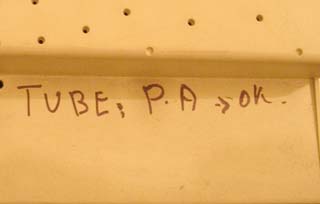 TUBE; P.A → OK.